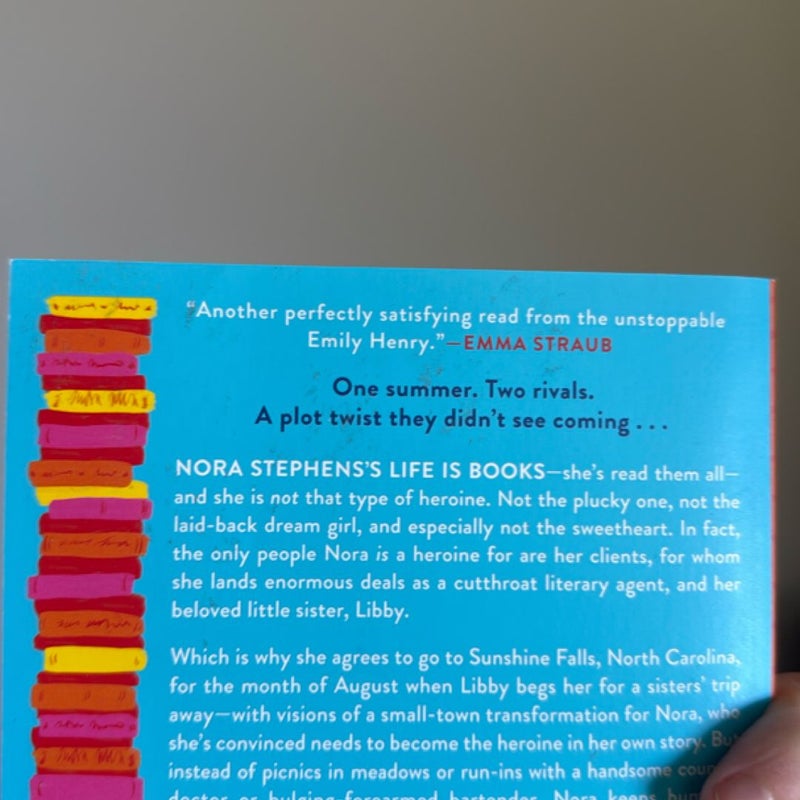 “Another perfectly satisfying read from the unstoppable
Emily Henry.”—EMMA STRAUB
One summer. Two rivals.
A plot twist they didn’t see coming . . .
NORA STEPHENS’S LIFE IS BOOKS—she’s read them all—
and she is not that type of heroine. Not the plucky one, not the
laid-back dream girl, and especially not the sweetheart. In fact,
the only people Nora is a heroine for are her clients, for whom
she lands enormous deals as a cutthroat literary agent, and her
beloved little sister, Libby.
Which is why she agrees to go to Sunshine Falls, North Carolina,
for the month of August when Libby begs her for a sisters’ trip
away—with visions of a small-town transformation for Nora, who
she’s convinced needs to become the heroine in her own story. But
instead of picnics in meadows or run-ins with a handsome
doctor or bulging-forearmed bartender, Nora keeps